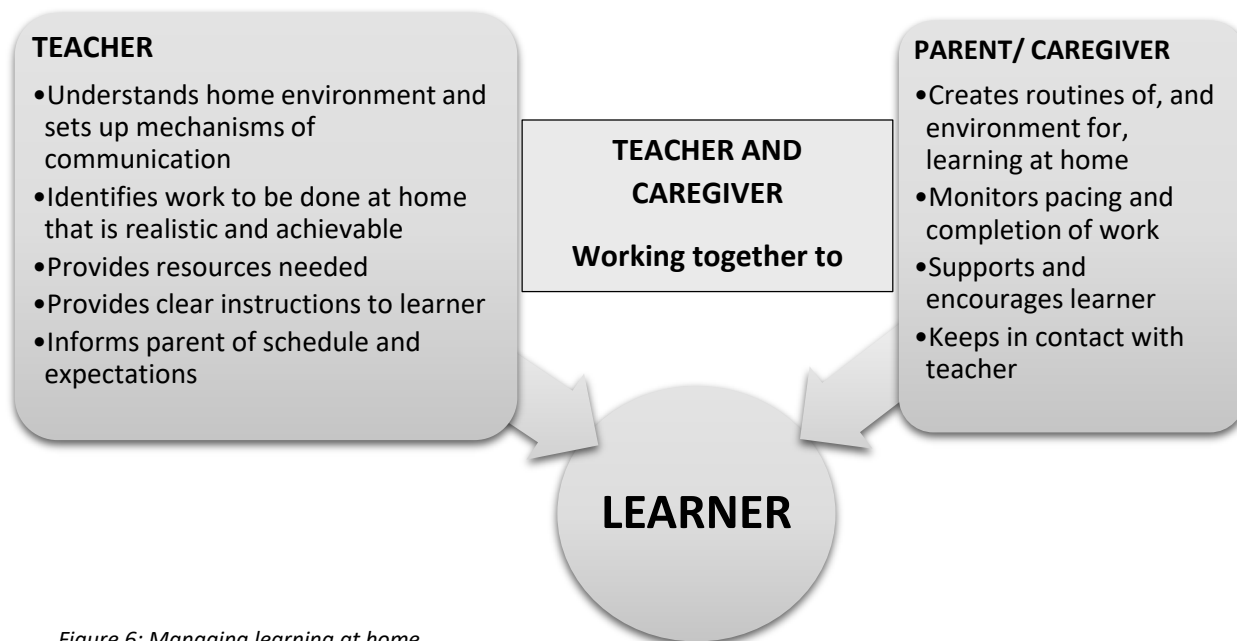 TEACHER
•Understands home environment and
sets up mechanisms of
communication
•Identifies work to be done at home
that is realistic and achievable
•Provides resources needed
•Provides clear instructions to learner
•Informs parent of schedule and
expectations
TEACHER AND
CAREGIVER
Working together to
PARENT/ CAREGIVER
•Creates routines of, and
environment for,
learning at home
•Monitors pacing and
completion of work
•Supports and
encourages learner
•Keeps in contact with
teacher
LEARNER
Figure 6: Managing learning at home